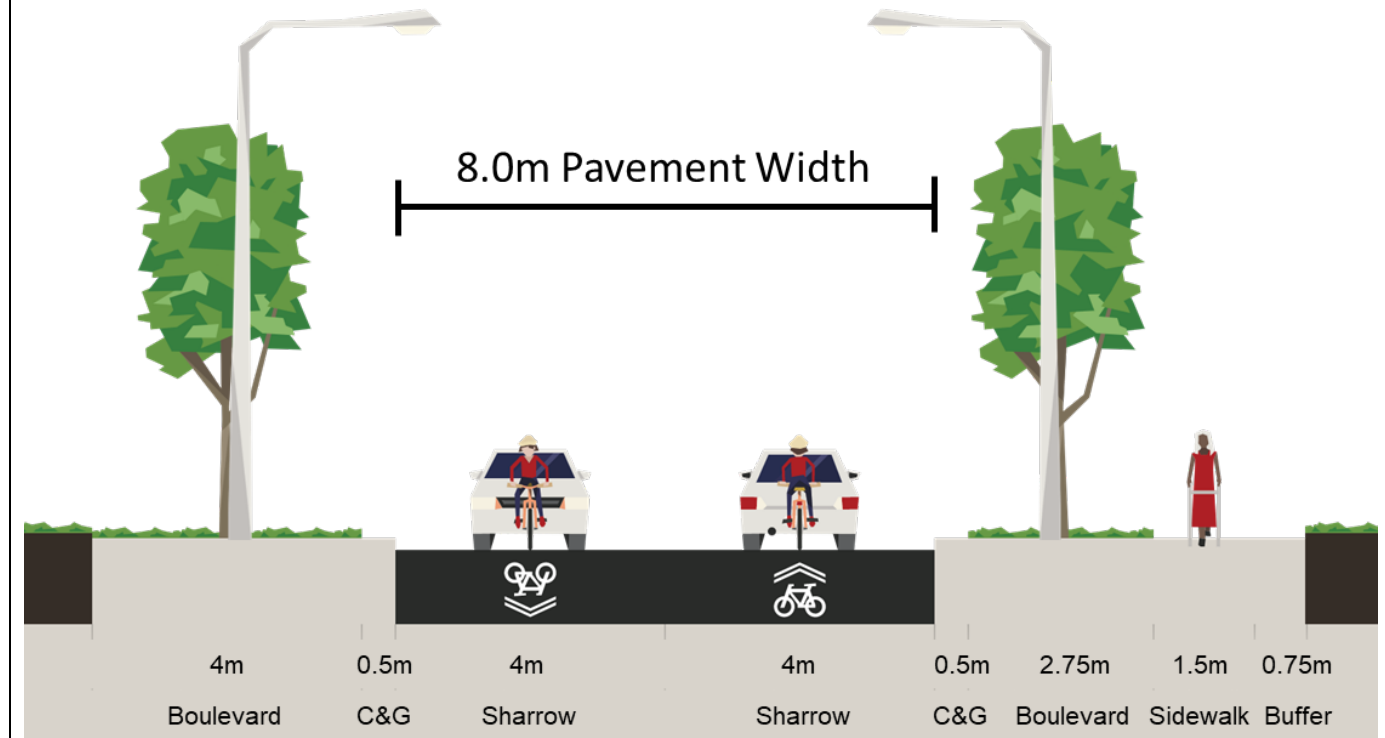 8.0m Pavement Width
4m 0.5m 4m 4m 0.5m 2.75m 1.5m 0.75m
Boulevard C&G Sharrow Sharrow C&G Boulevard Sidewalk Buffer